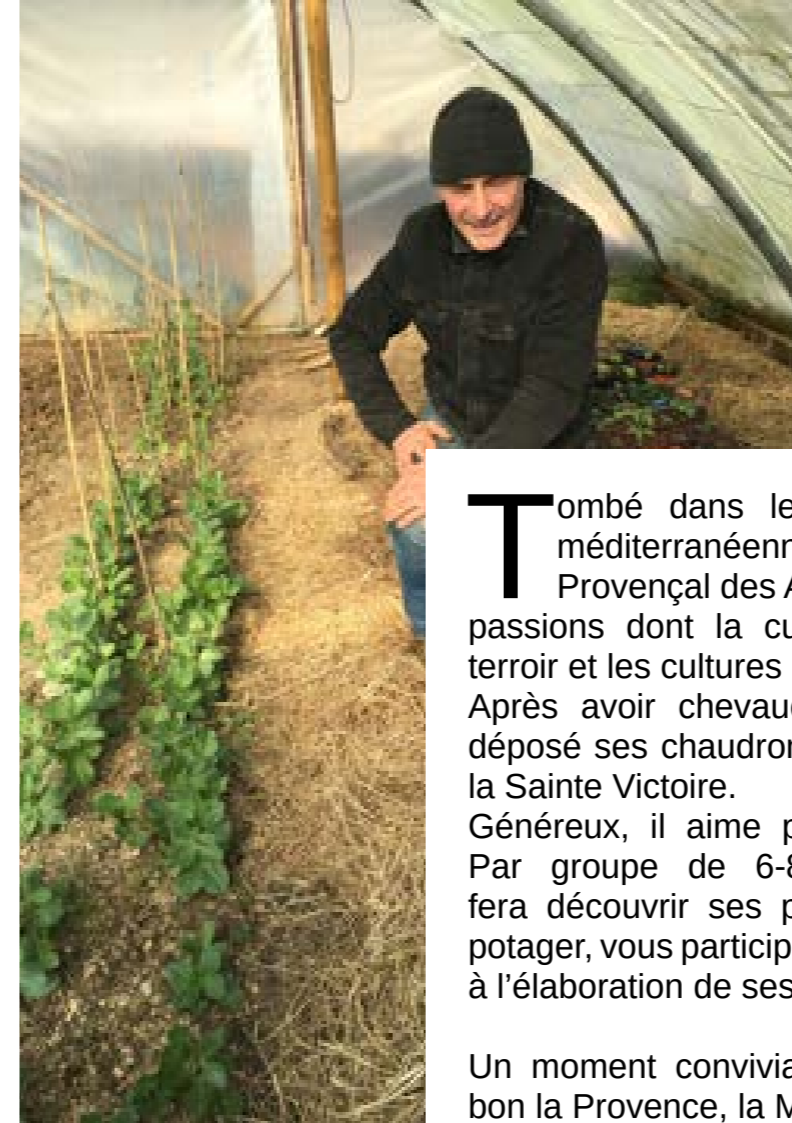 Tombé dans le
méditerranéenn
Provençal des A
passions dont la cu
terroir et les cultures
Après avoir chevauc
déposé ses chaudron
la Sainte Victoire.
Généreux, il aime p
Par groupe de 6-8
fera découvrir ses p
potager, vous particip
à l’élaboration de ses
Un moment convivia
bon la Provence, la M